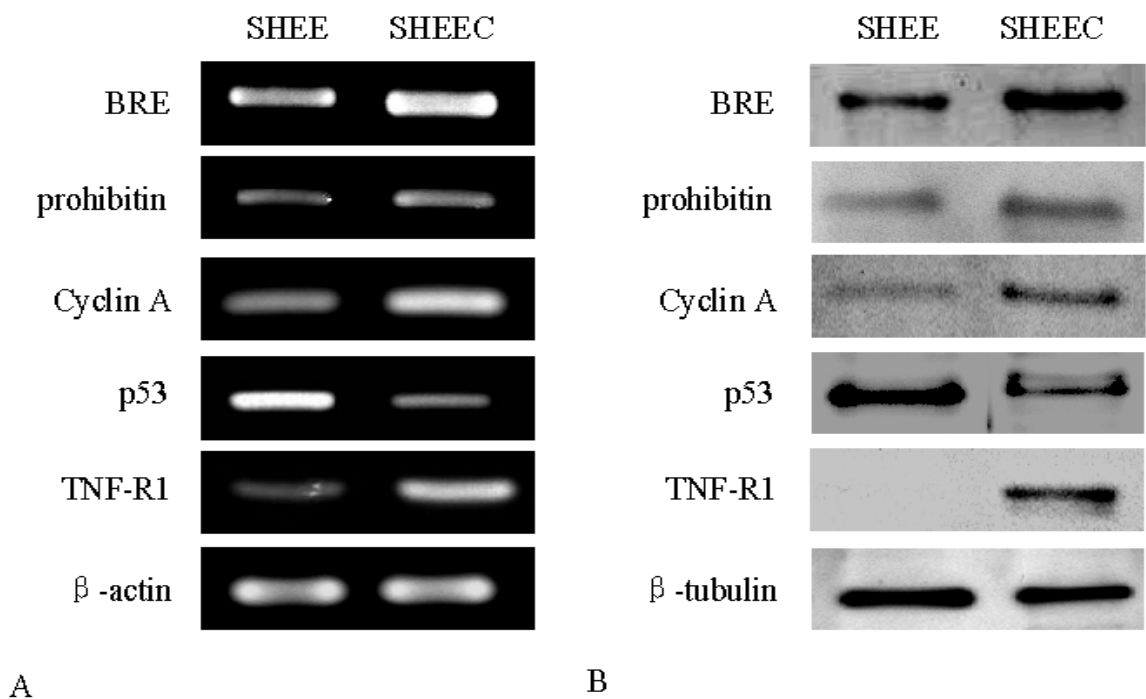 SHEE SHEEC
BRE
prohibitin
Cyclin A
p53
TNF-R1
β-actin
A
SHEE SHEEC
BRE
prohibitin
Cyclin A
p53
TNF-R1
β-tubulin
B